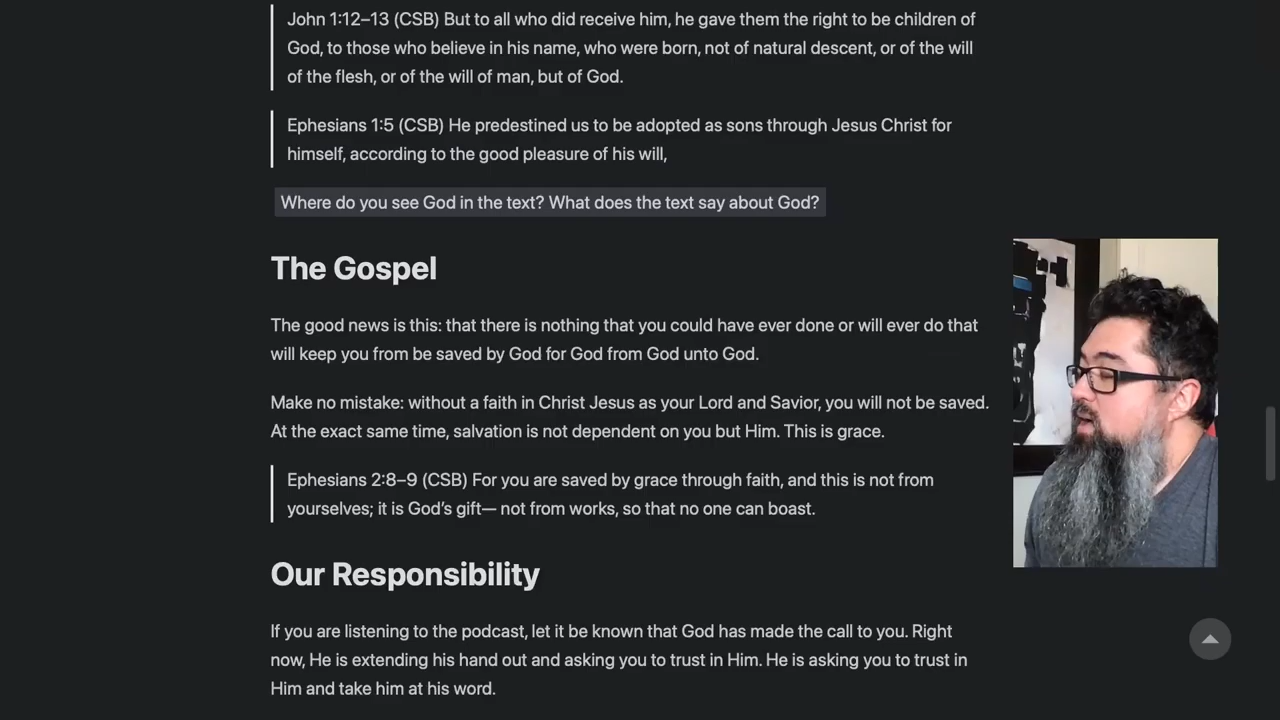 John 1:12–13 (CSB) But to all who did receive him, he gave them the right to be children of
God, to those who believe in his name, who were born, not of natural descent, or of the will
of the flesh, or of the will of man, but of God.
Ephesians 1:5 (CSB) He predestined us to be adopted as sons through Jesus Christ for
himself, according to the good pleasure of his will,
Where do you see God in the text? What does the text say about God?
The Gospel
The good news is this: that there is nothing that you could have ever done or will ever do that
will keep you from be saved by God for God from God unto God.
Make no mistake: without a faith in Christ Jesus as your Lord and Savior, you will not be saved.
At the exact same time, salvation is not dependent on you but Him. This is grace.
Ephesians 2:8–9 (CSB) For you are saved by grace through faith, and this is not from
yourselves; it is God’s gift— not from works, so that no one can boast.
Our Responsibility
If you are listening to the podcast, let it be known that God has made the call to you. Right
now, He is extending his hand out and asking you to trust in Him. He is asking you to trust in
Him and take him at his word.